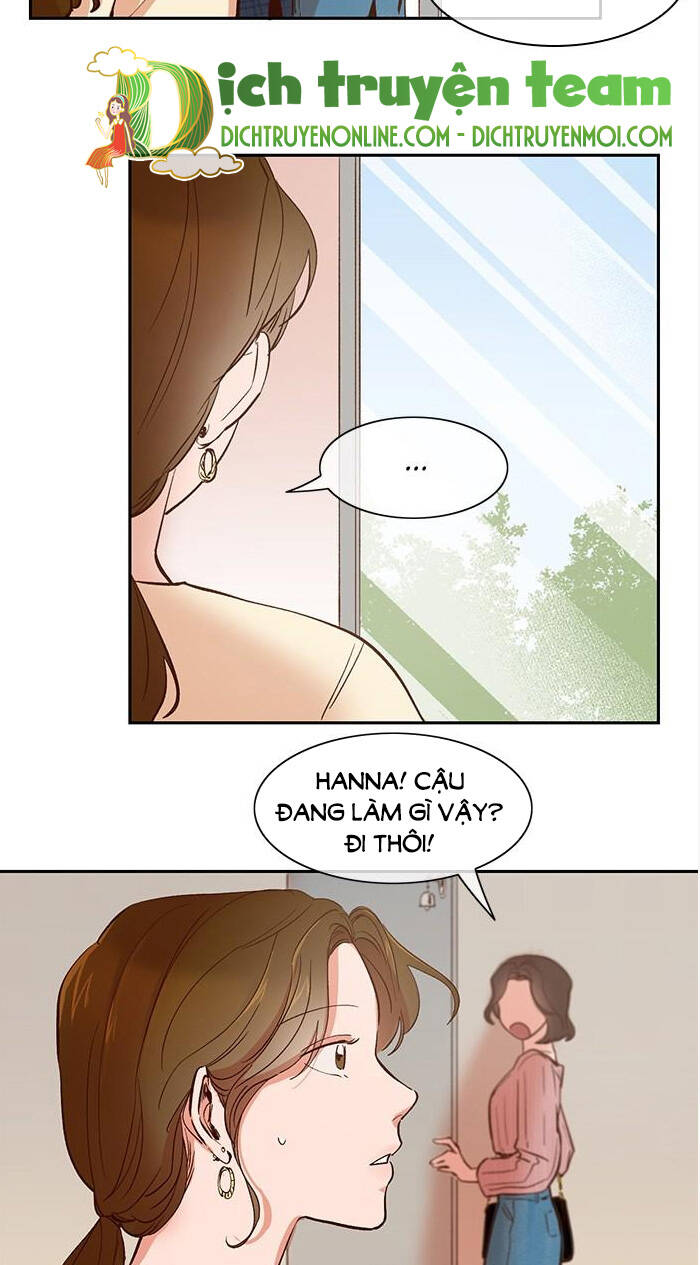 Dịch truyện team
DICHTRUYENONLINE.COM - DICHTRUYENMOI.COM
...
HANNA! CẬU
ĐANG LÀM GÌ VẬY?
ĐI THÔI!